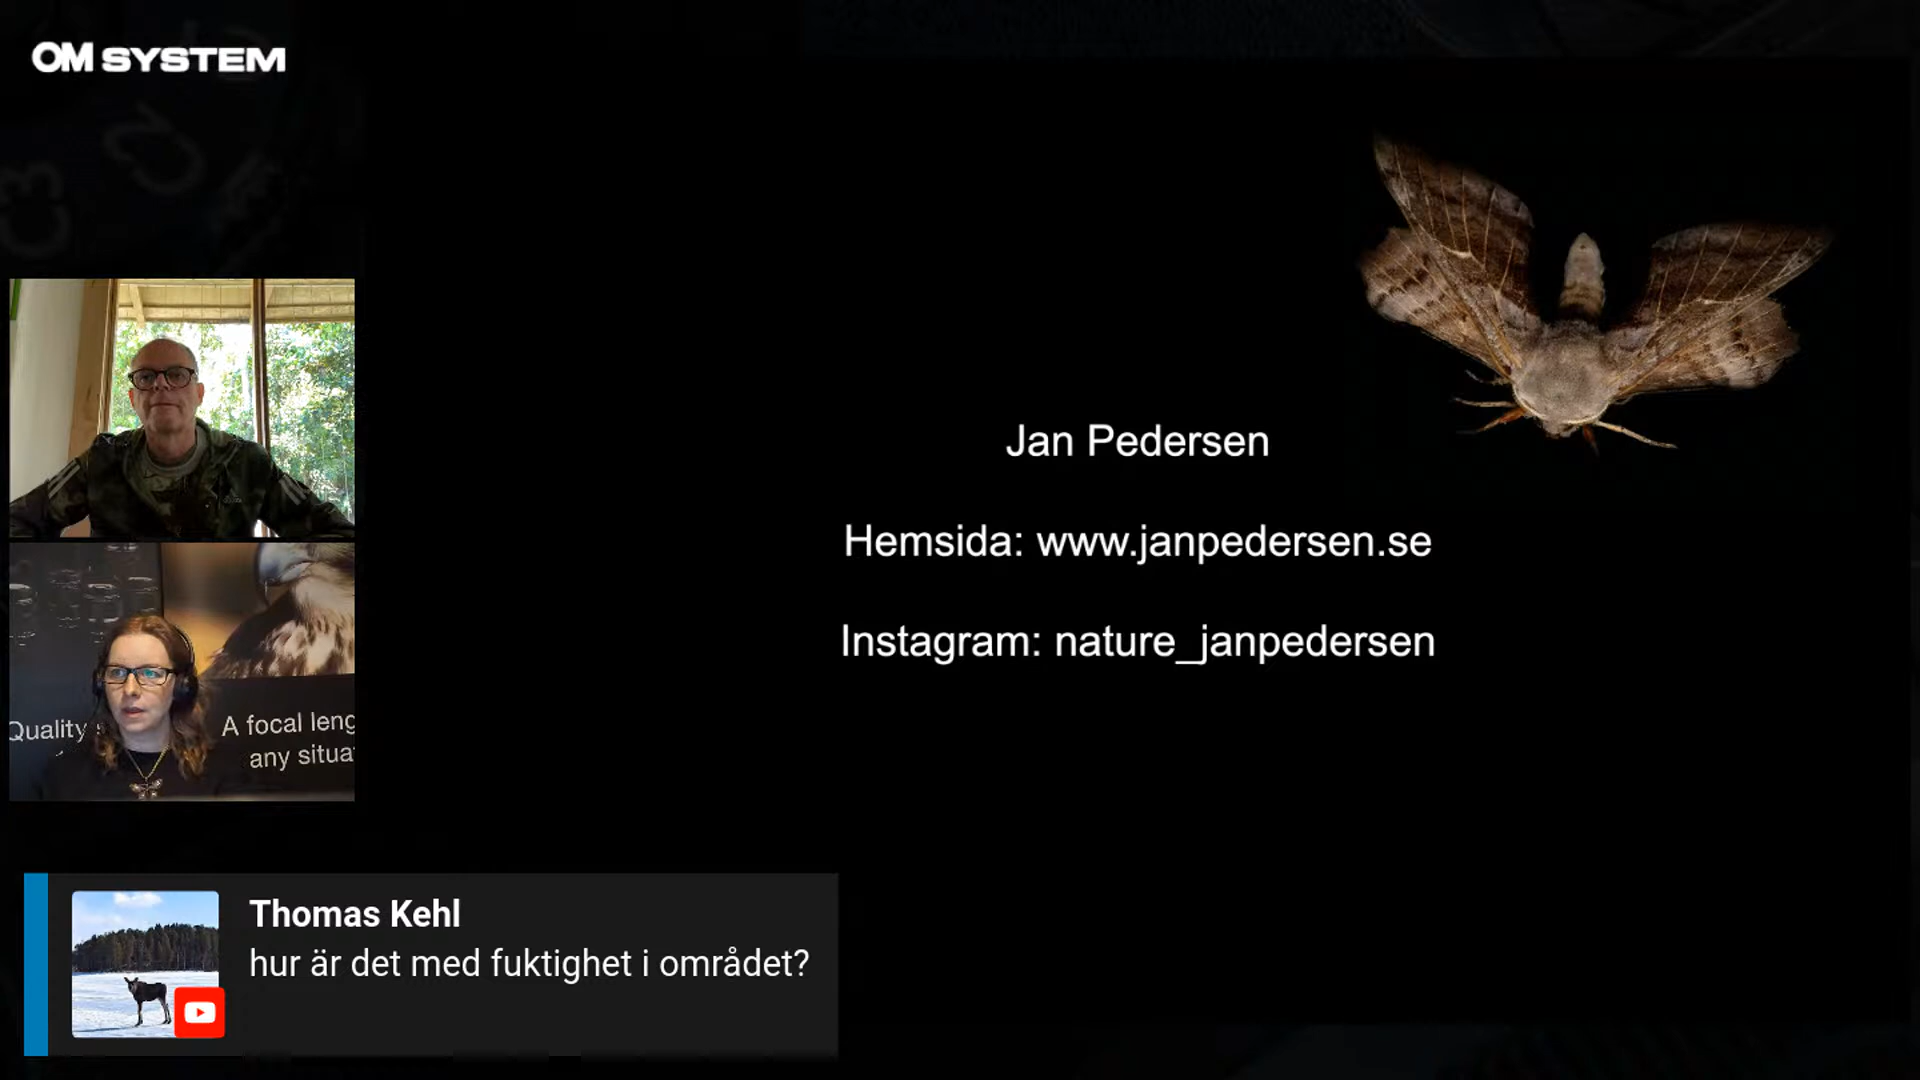 OM SYSTEM
Jan Pedersen
Hemsida: www.janpedersen.se
Instagram: nature_janpedersen
Quality
A focal leng
any situa
Thomas Kehl
hur är det med fuktighet i området?